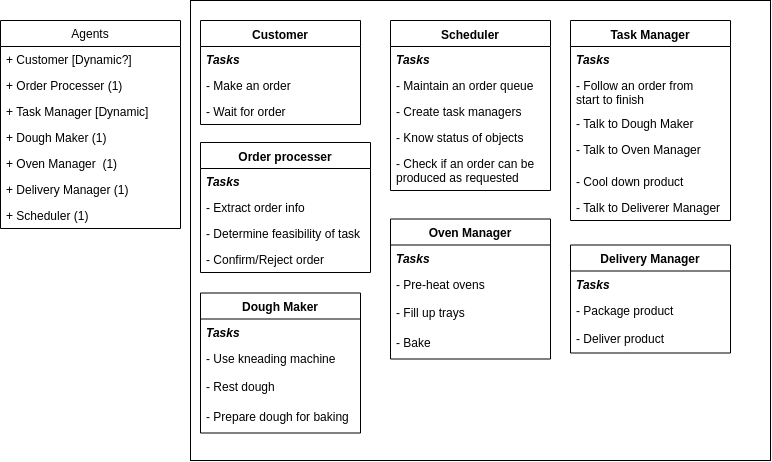 Agents
+ Customer [Dynamic?]
+ Order Processer (1)
+ Task Manager [Dynamic]
+ Dough Maker (1)
+ Oven Manager (1)
+ Delivery Manager (1)
+ Scheduler (1)
Customer
Tasks
- Make an order
- Wait for order
Order processer
Tasks
- Extract order info
- Determine feasibility of task
- Confirm/Reject order
Dough Maker
Tasks
- Use kneading machine
- Rest dough
- Prepare dough for baking
Scheduler
Tasks
- Maintain an order queue
- Create task managers
- Know status of objects
- Check if an order can be
produced as requested
Oven Manager
Tasks
- Pre-heat ovens
- Fill up trays
- Bake
Task Manager
Tasks
- Follow an order from
start to finish
- Talk to Dough Maker
- Talk to Oven Manager
- Cool down product
- Talk to Deliverer Manager
Delivery Manager
Tasks
- Package product
- Deliver product